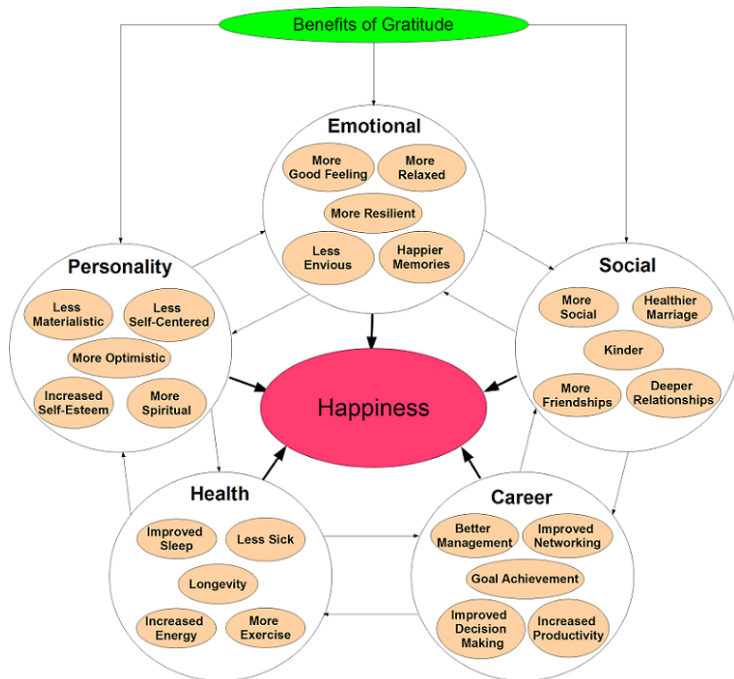 Benefits of Gratitude
Emotional
More
Good Feeling
More
Relaxed
More Resilient
Less
Envious
Happier
Memories
Personality
Less
Materialistic
Less
Self-Centered
More Optimistic
Increased
Self-Esteem
More
Spiritual
Social
More
Social
Healthier
Marriage
Kinder
More
Friendships
Deeper
Relationships
Happiness
Health
Improved
Sleep
Less Sick
Longevity
Increased
Energy
More
Exercise
Career
Better
Management
Improved
Networking
Goal Achievement
Improved
Decision
Making
Increased
Productivity